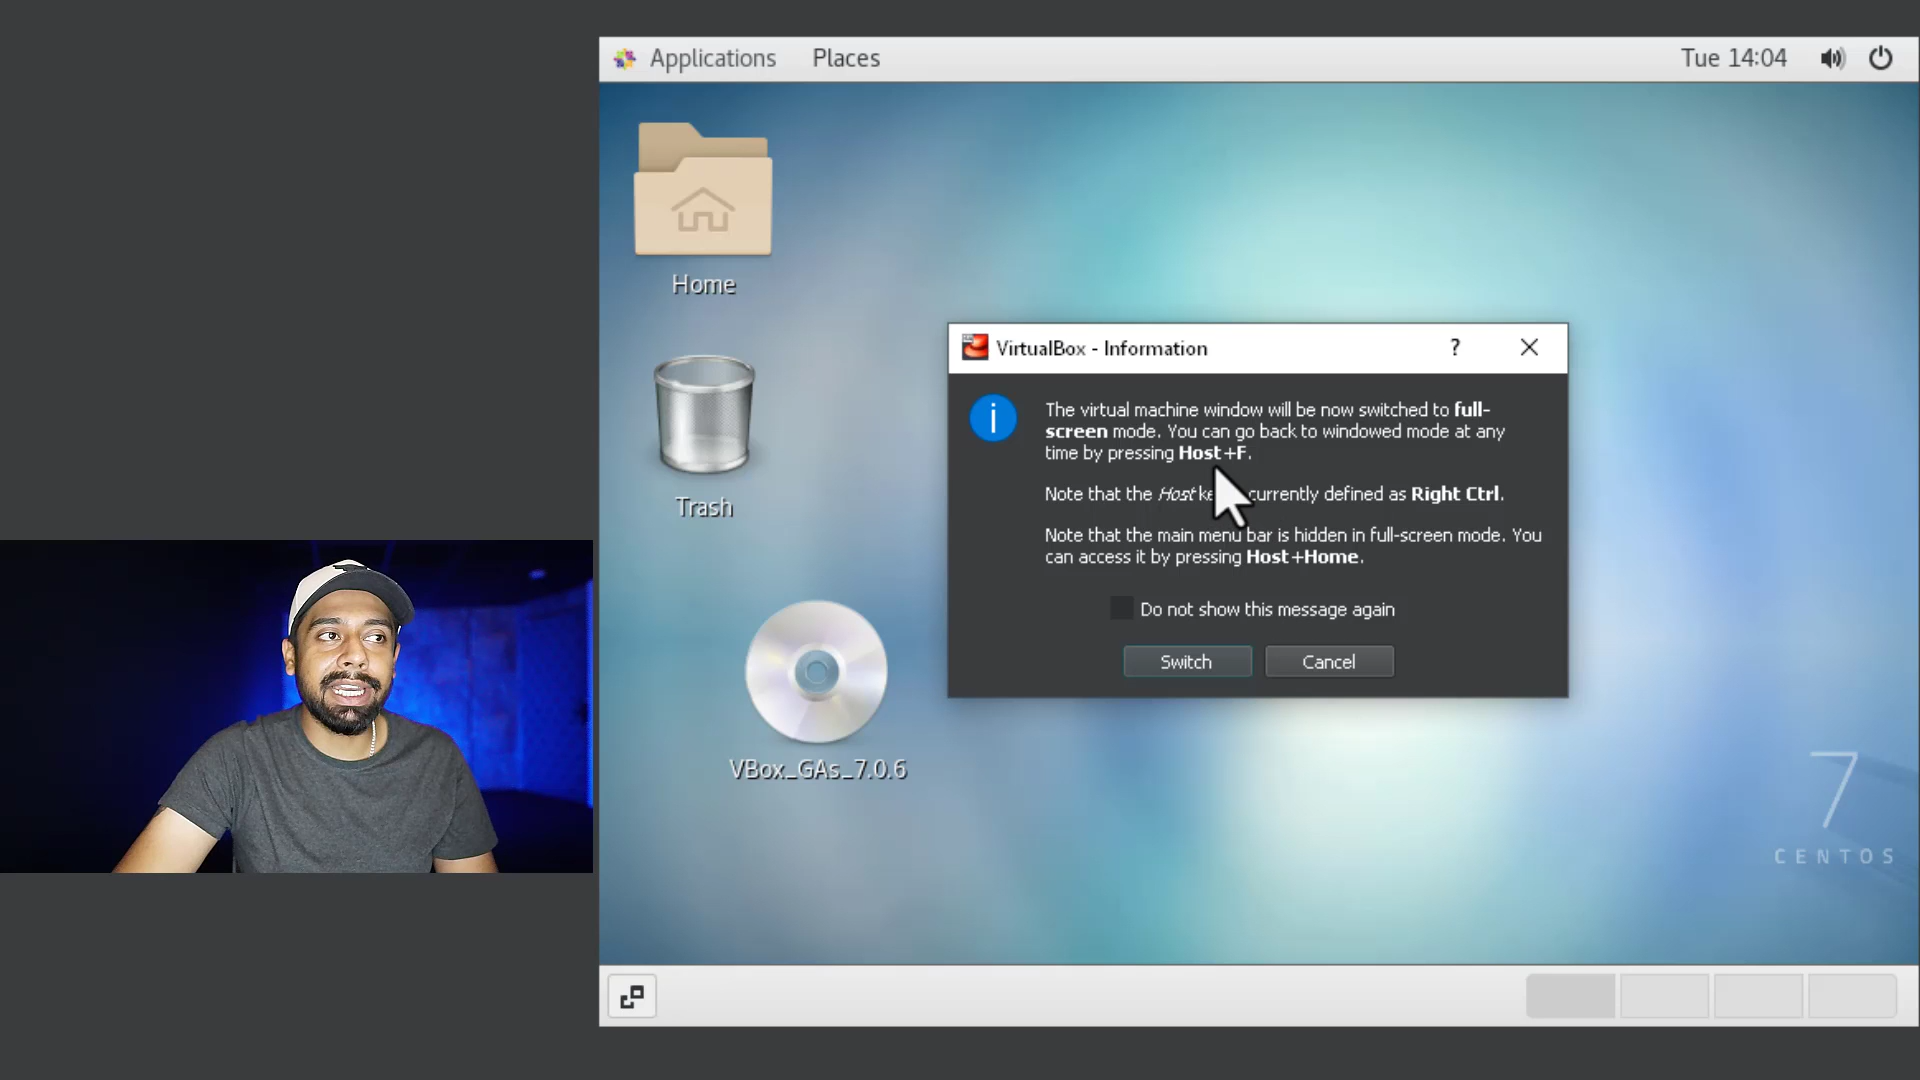 Applications Places Tue 14:04
Home
Trash
VBox_GAs_7.0.6
VirtualBox - Information ?
The virtual machine window will be now switched to full-
screen mode. You can go back to windowed mode at any
time by pressing Host+F.
Note that the Host currently defined as Right Ctrl.
Note that the main menu bar is hidden in full-screen mode. You
can access it by pressing Host+Home.
Do not show this message again
Switch Cancel
7
CENTOS